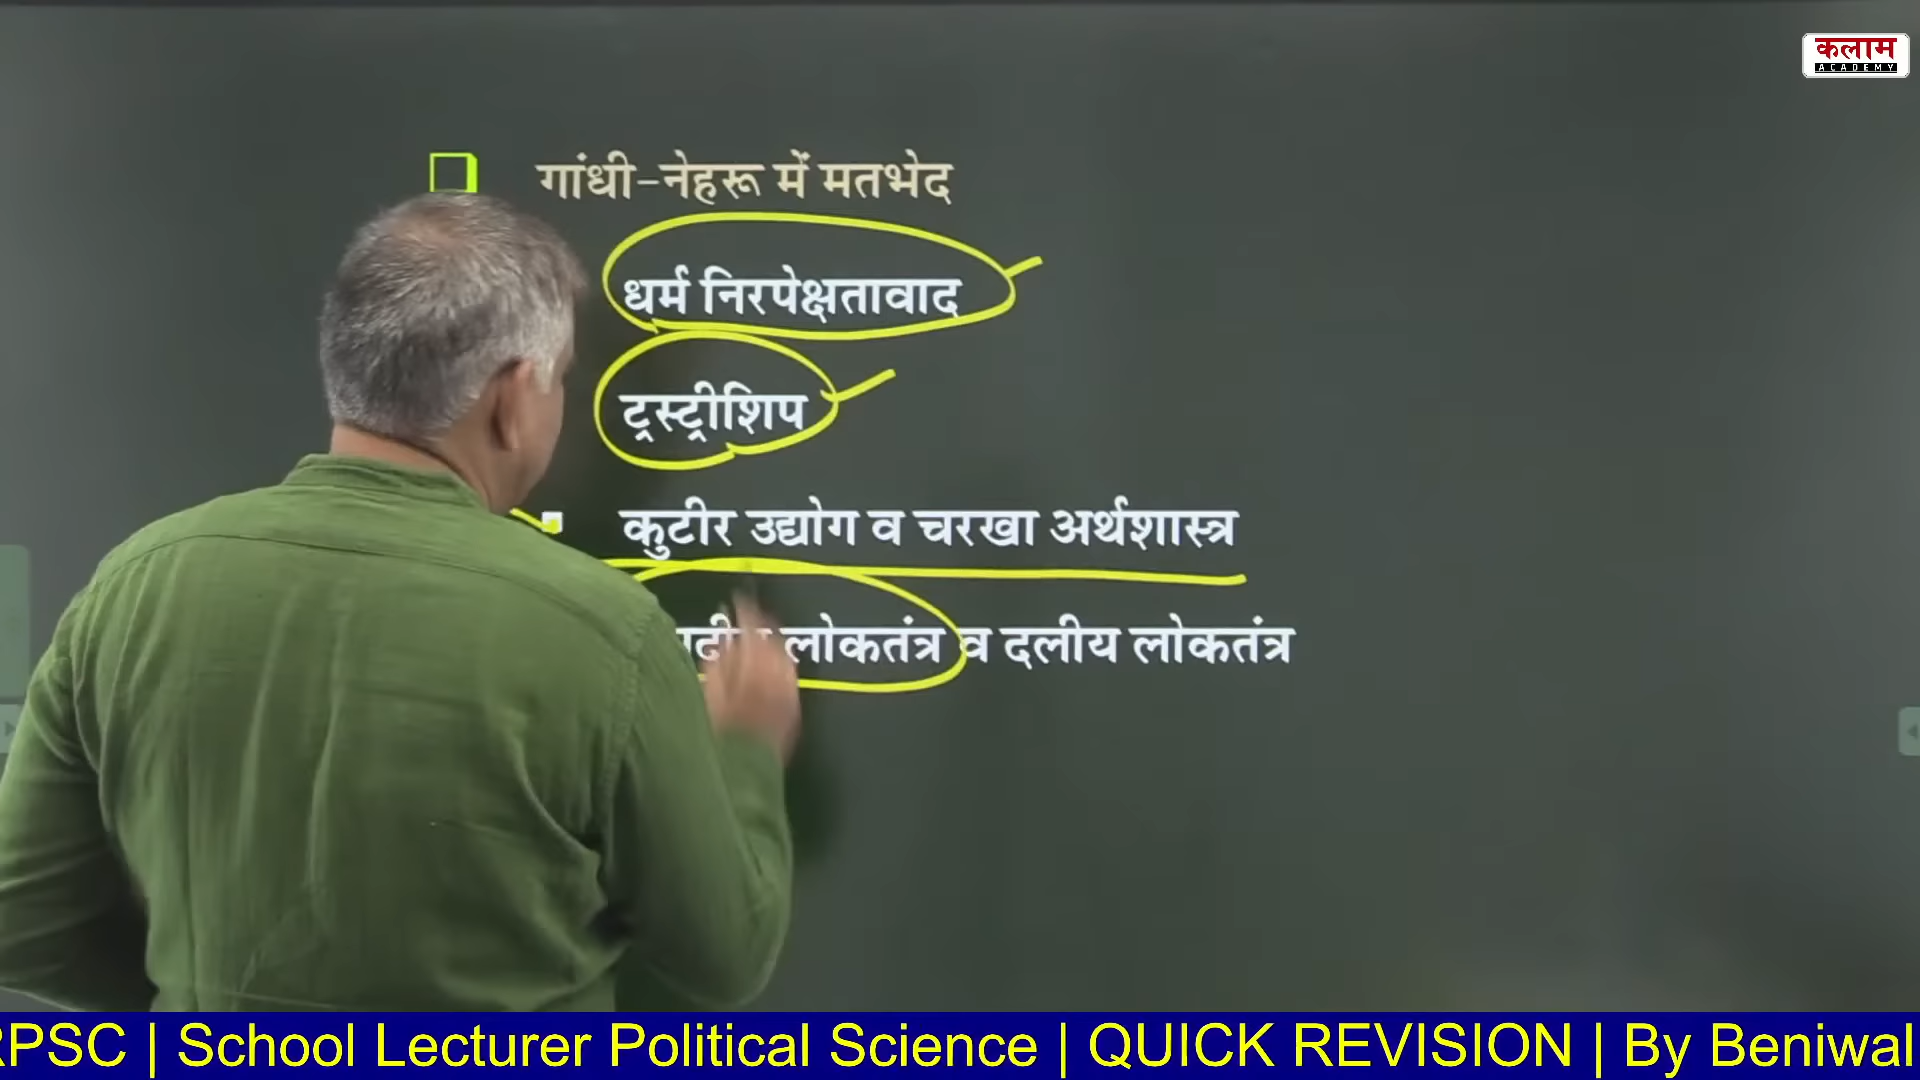 कलाम
ACADEMY
गांधी-नेहरू में मतभेद
धर्म निरपेक्षतावाद
ट्रस्ट्रीशिप
कुटीर उद्योग व चरखा अर्थशास्त्र
लोकतंत्र व दलीय लोकतंत्र
RPSC | School Lecturer Political Science | QUICK REVISION | By Beniwal